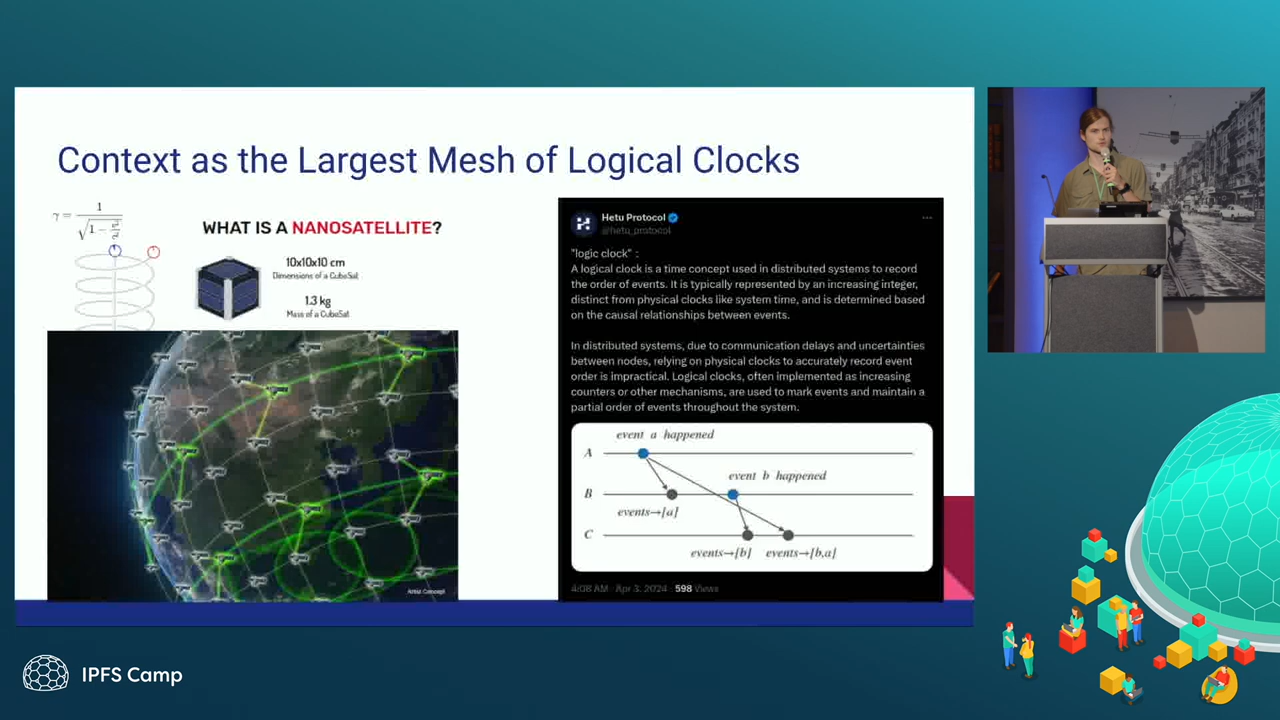 Context as the Largest Mesh of Logical Clocks
WHAT IS A NANOSATELLITE?
10x10x10 cm
Dimensions of a CubeSat
1.3 kg
Mass of a CubeSat
Artist Concept
Hetu Protocol
@hetu_protocol
"logic clock" :
A logical clock is a time concept used in distributed systems to record
the order of events. It is typically represented by an increasing integer,
distinct from physical clocks like system time, and is determined based
on the causal relationships between events.
In distributed systems, due to communication delays and uncertainties
between nodes, relying on physical clocks to accurately record event
order is impractical. Logical clocks, often implemented as increasing
counters or other mechanisms, are used to mark events and maintain a
partial order of events throughout the system.
event a happened
A
event b happened
B
events→[a]
C
events→[b] events→[b,a]
4:08 AM · Apr 3, 2024 · 598 Views
IPFS Camp